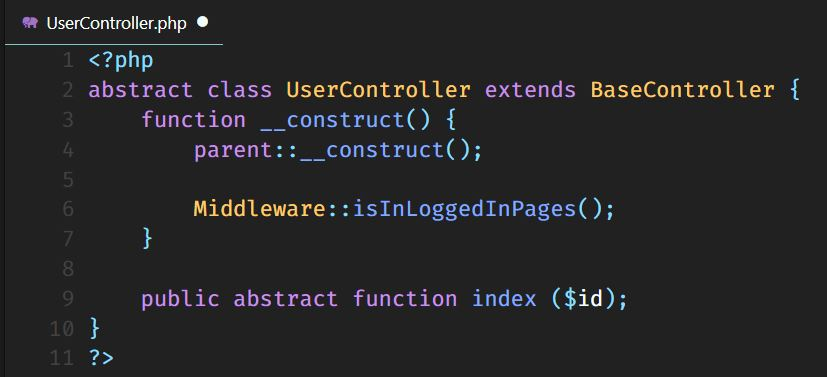 UserController.php
1 <?php
2 abstract class UserController extends BaseController {
3 function __construct() {
4 parent::__construct();
5
6 Middleware::isInLoggedInPages();
7 }
8
9 public abstract function index ($id);
10 }
11 ?>